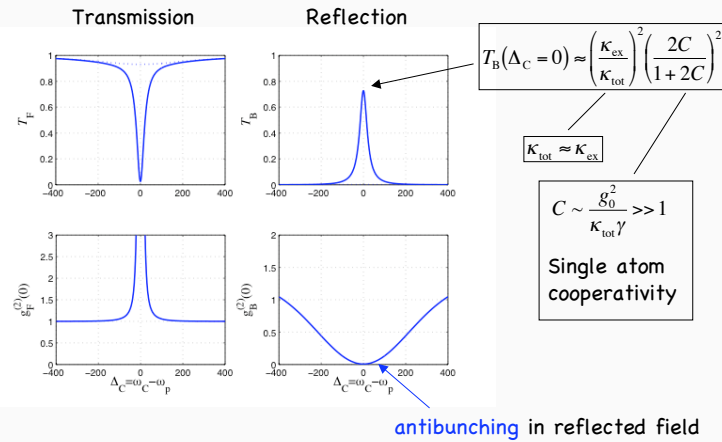 Transmission
Reflection
T_B(Δ_C = 0) ≈ (κ_ex / κ_tot)² (2C / (1 + 2C))²
κ_tot ≈ κ_ex
C ~ g_0² / (κ_tot γ) >> 1
Single atom
cooperativity
T_F
1
0.8
0.6
0.4
0.2
0
−400 −200 0 200 400
T_B
1
0.8
0.6
0.4
0.2
0
−400 −200 0 200 400
g_F^(2)(0)
3
2.5
2
1.5
1
0.5
0
−400 −200 0 200 400
Δ_C=ω_C−ω_p
g_B^(2)(0)
2
1.5
1
0.5
0
−400 −200 0 200 400
Δ_C=ω_C−ω_p
antibunching in reflected field